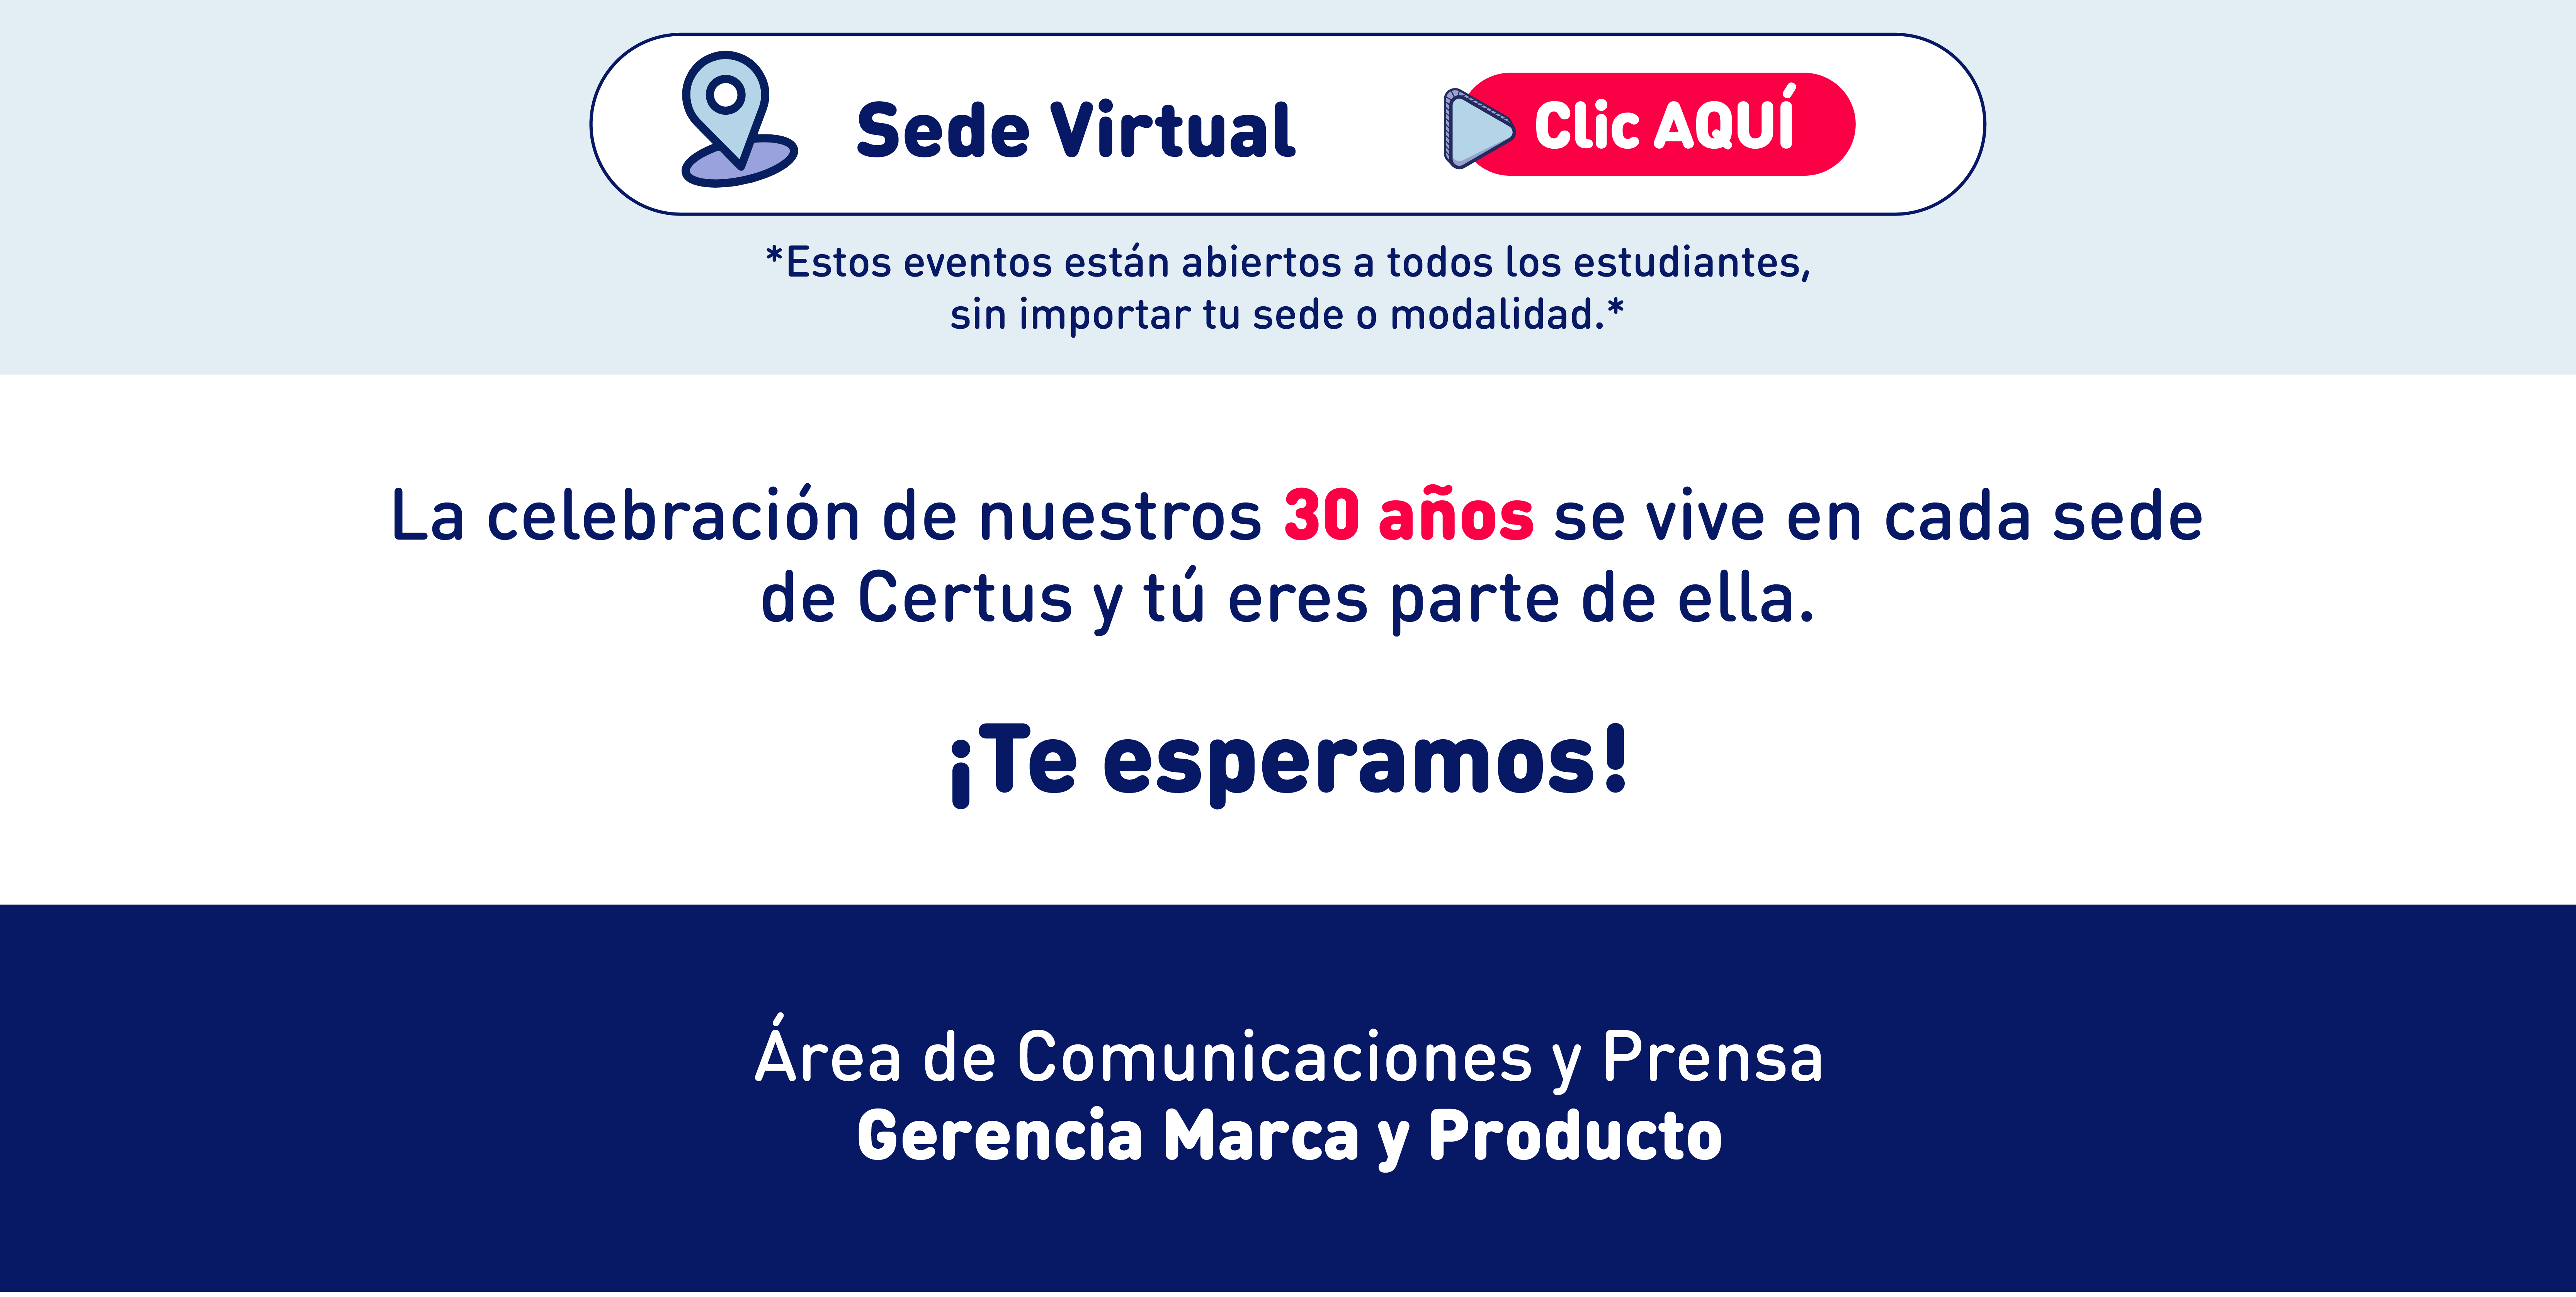 Sede Virtual
Clic AQUÍ
*Estos eventos están abiertos a todos los estudiantes,
sin importar tu sede o modalidad.*
La celebración de nuestros 30 años se vive en cada sede
de Certus y tú eres parte de ella.
¡Te esperamos!
Área de Comunicaciones y Prensa
Gerencia Marca y Producto